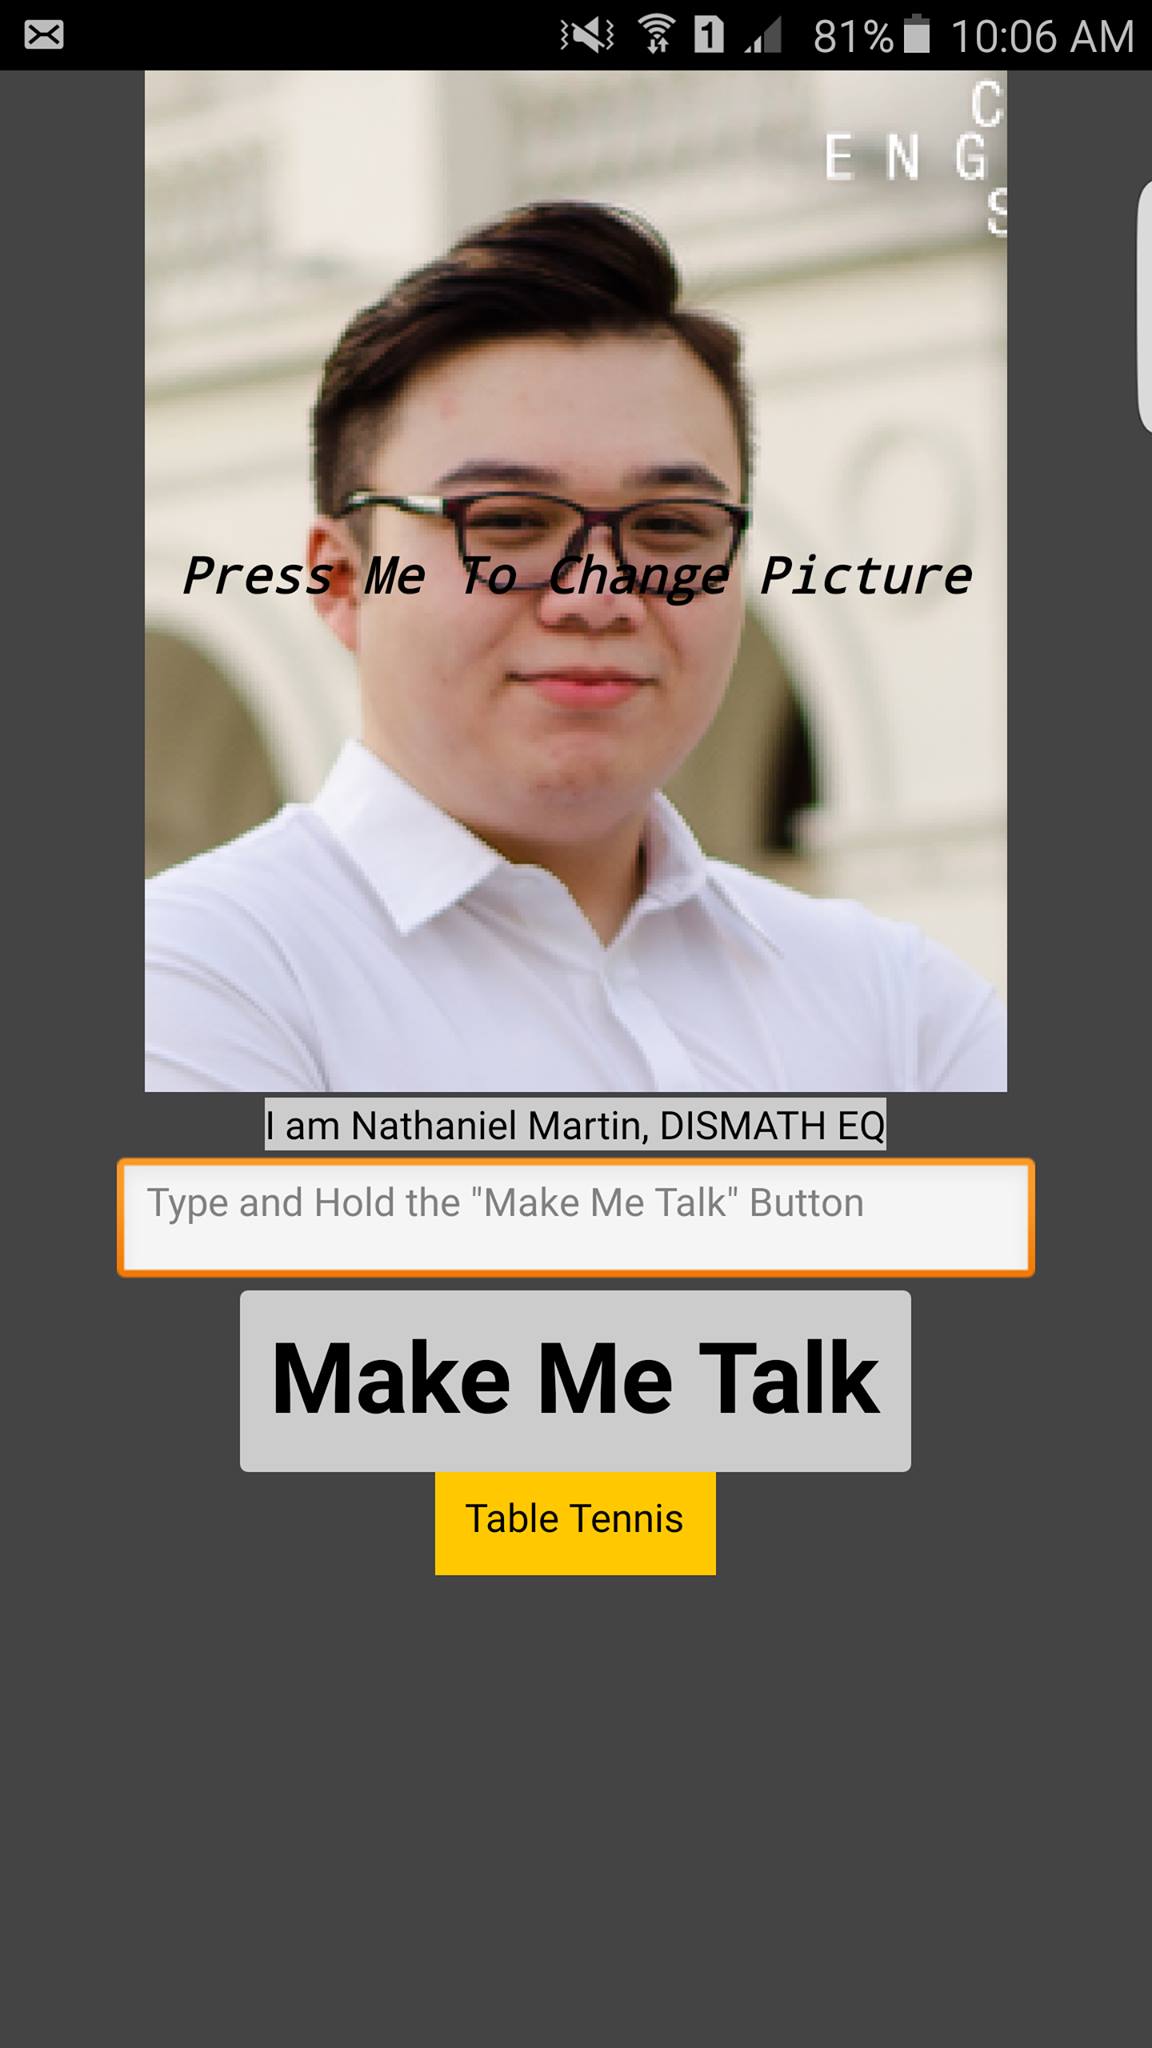 81% 10:06 AM
C
E N G
S
Press Me To Change Picture
I am Nathaniel Martin, DISMATH EQ
Type and Hold the "Make Me Talk" Button
Make Me Talk
Table Tennis